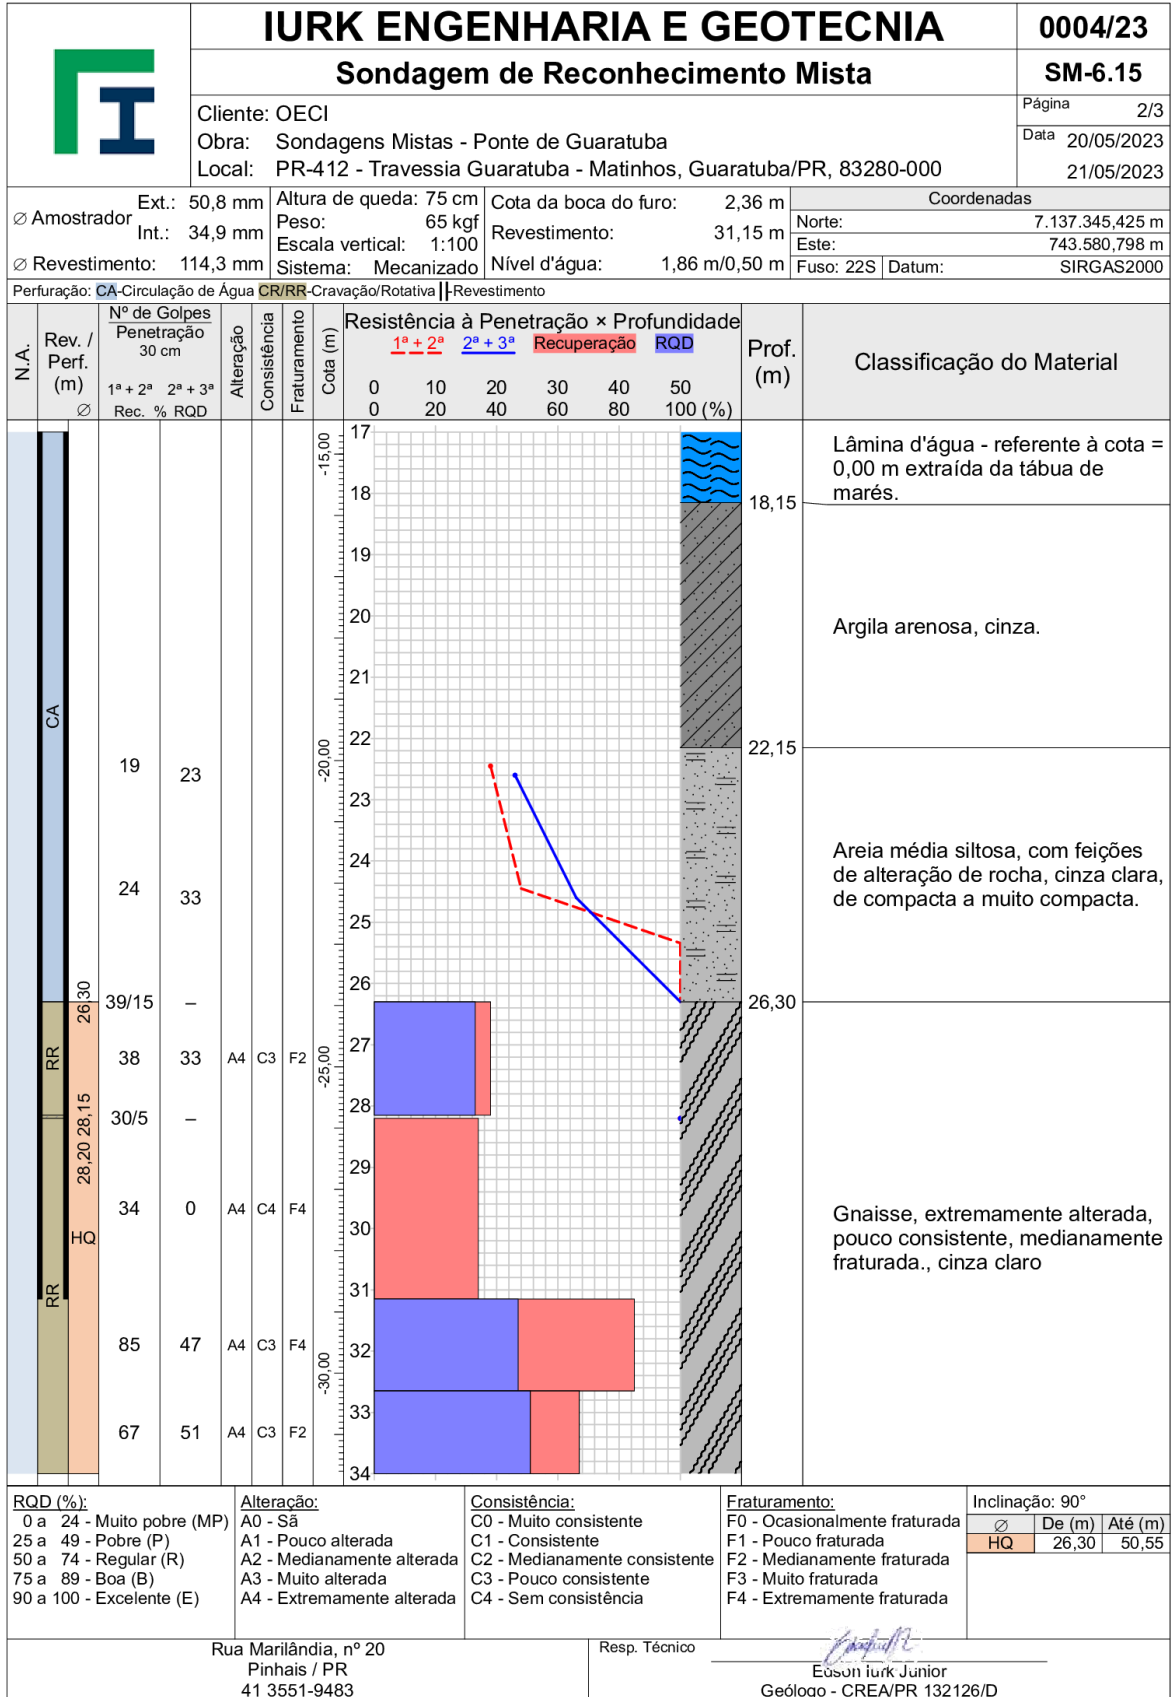 IURK ENGENHARIA E GEOTECNIA
0004/23
Sondagem de Reconhecimento Mista
SM-6.15
Cliente: OECI
Obra: Sondagens Mistas - Ponte de Guaratuba
Local: PR-412 - Travessia Guaratuba - Matinhos, Guaratuba/PR, 83280-000
Página 2/3
Data 20/05/2023
21/05/2023
∅ Amostrador Ext.: 50,8 mm
Int.: 34,9 mm
∅ Revestimento: 114,3 mm
Altura de queda: 75 cm
Peso: 65 kgf
Escala vertical: 1:100
Sistema: Mecanizado
Cota da boca do furo: 2,36 m
Revestimento: 31,15 m
Nível d'água: 1,86 m/0,50 m
Coordenadas
Norte: 7.137.345,425 m
Este: 743.580,798 m
Fuso: 22S Datum: SIRGAS2000
Perfuração: CA-Circulação de Água CR/RR-Cravação/Rotativa ||-Revestimento
N.A.
Rev. / Perf. (m)
∅
Nº de Golpes
Penetração
30 cm
1ª + 2ª 2ª + 3ª
Rec. % RQD
Alteração
Consistência
Fraturamento
Cota (m)
Resistência à Penetração × Profundidade
1ª + 2ª 2ª + 3ª Recuperação RQD
0 10 20 30 40 50
0 20 40 60 80 100 (%)
Prof. (m)
Classificação do Material
17
-15,00
Lâmina d'água - referente à cota =
0,00 m extraída da tábua de
marés.
18
18,15
19
20
Argila arenosa, cinza.
21
CA
22
22,15
-20,00
19 23
23
24
Areia média siltosa, com feições
de alteração de rocha, cinza clara,
de compacta a muito compacta.
24 33
25
26
26,30
39/15 –
26,30
27
RR
38 33 A4 C3 F2
-25,00
28
28,20 28,15
30/5 –
29
34 0 A4 C4 F4
30
HQ
Gnaisse, extremamente alterada,
pouco consistente, medianamente
fraturada., cinza claro
31
RR
85 47 A4 C3 F4
32
-30,00
33
67 51 A4 C3 F2
34
RQD (%):
0 a 24 - Muito pobre (MP)
25 a 49 - Pobre (P)
50 a 74 - Regular (R)
75 a 89 - Boa (B)
90 a 100 - Excelente (E)
Alteração:
A0 - Sã
A1 - Pouco alterada
A2 - Medianamente alterada
A3 - Muito alterada
A4 - Extremamente alterada
Consistência:
C0 - Muito consistente
C1 - Consistente
C2 - Medianamente consistente
C3 - Pouco consistente
C4 - Sem consistência
Fraturamento:
F0 - Ocasionalmente fraturada
F1 - Pouco fraturada
F2 - Medianamente fraturada
F3 - Muito fraturada
F4 - Extremamente fraturada
Inclinação: 90°
∅ De (m) Até (m)
HQ 26,30 50,55
Rua Marilândia, nº 20
Pinhais / PR
41 3551-9483
Resp. Técnico
Edson Iurk Junior
Geólogo - CREA/PR 132126/D